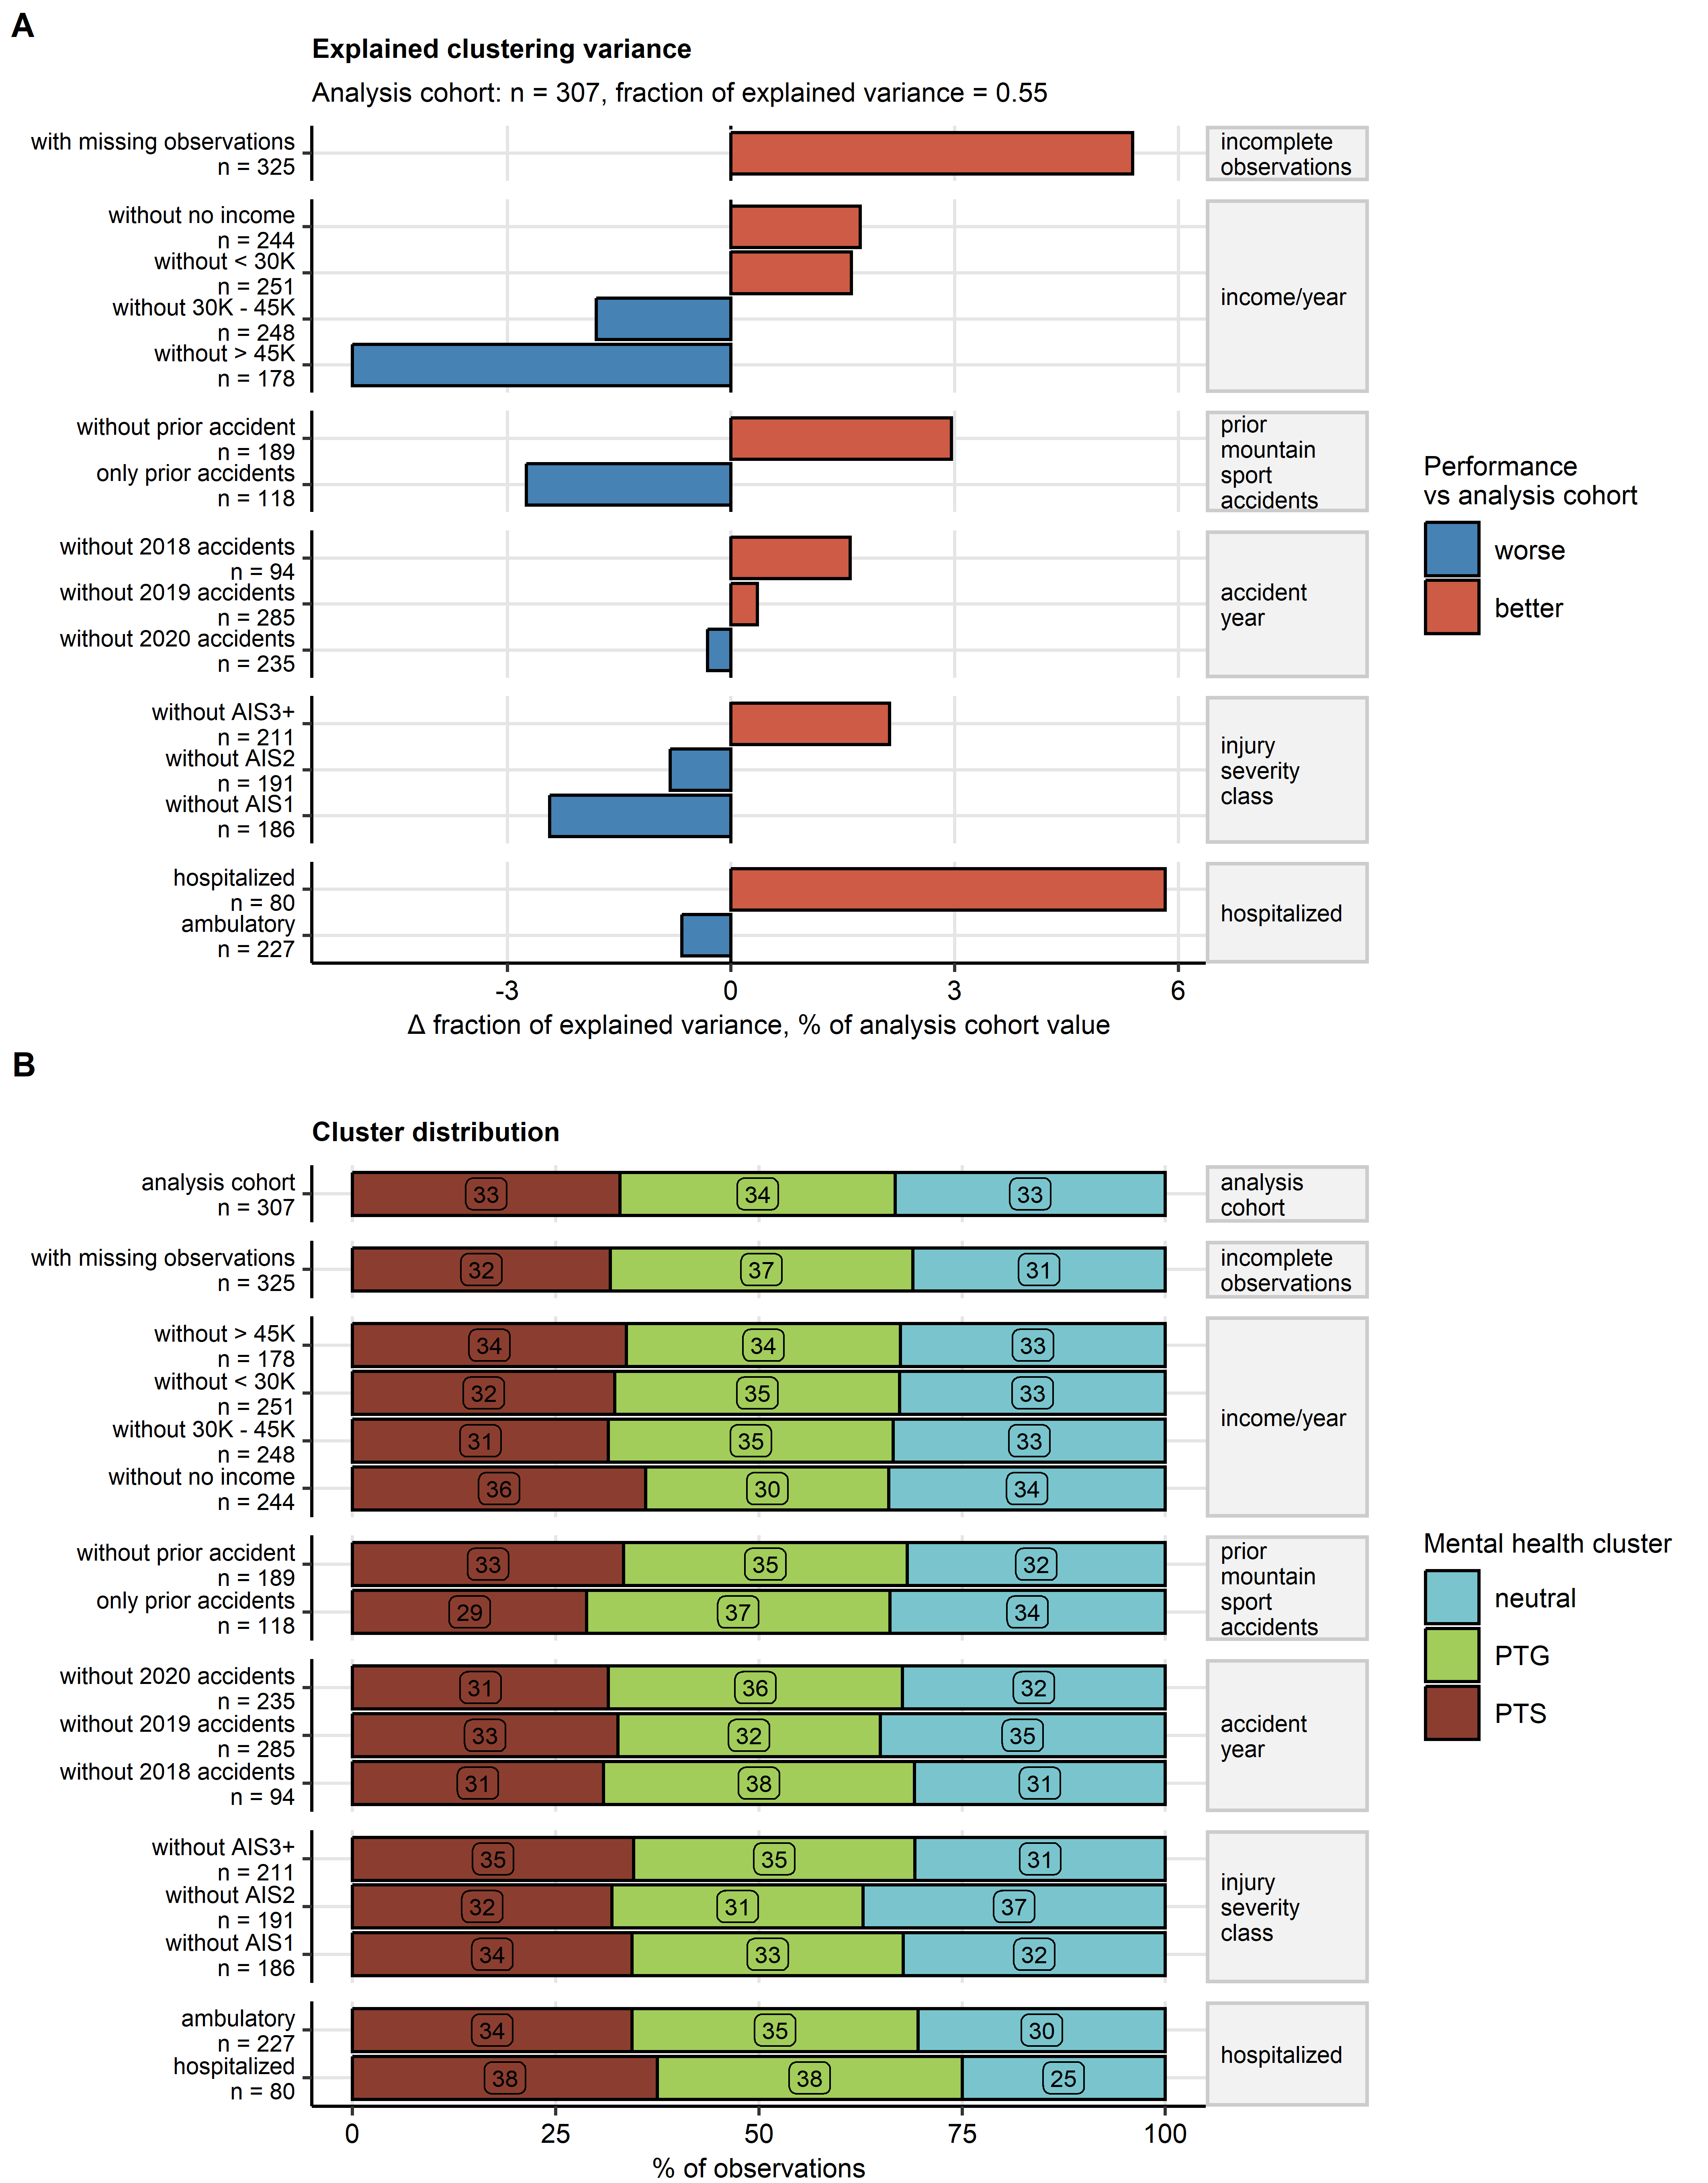 A
Explained clustering variance
Analysis cohort: n = 307, fraction of explained variance = 0.55
with missing observations
n = 325
incomplete
observations
without no income
n = 244
without < 30K
n = 251
without 30K - 45K
n = 248
without > 45K
n = 178
income/year
without prior accident
n = 189
only prior accidents
n = 118
prior
mountain
sport
accidents
without 2018 accidents
n = 94
without 2019 accidents
n = 285
without 2020 accidents
n = 235
accident
year
without AIS3+
n = 211
without AIS2
n = 191
without AIS1
n = 186
injury
severity
class
hospitalized
n = 80
ambulatory
n = 227
hospitalized
-3 0 3 6
Δ fraction of explained variance, % of analysis cohort value
Performance
vs analysis cohort
worse
better
B
Cluster distribution
analysis cohort
n = 307
33 34 33
analysis
cohort
with missing observations
n = 325
32 37 31
incomplete
observations
without > 45K
n = 178
34 34 33
without < 30K
n = 251
32 35 33
without 30K - 45K
n = 248
31 35 33
without no income
n = 244
36 30 34
income/year
without prior accident
n = 189
33 35 32
only prior accidents
n = 118
29 37 34
prior
mountain
sport
accidents
without 2020 accidents
n = 235
31 36 32
without 2019 accidents
n = 285
33 32 35
without 2018 accidents
n = 94
31 38 31
accident
year
without AIS3+
n = 211
35 35 31
without AIS2
n = 191
32 31 37
without AIS1
n = 186
34 33 32
injury
severity
class
ambulatory
n = 227
34 35 30
hospitalized
n = 80
38 38 25
hospitalized
0 25 50 75 100
% of observations
Mental health cluster
neutral
PTG
PTS